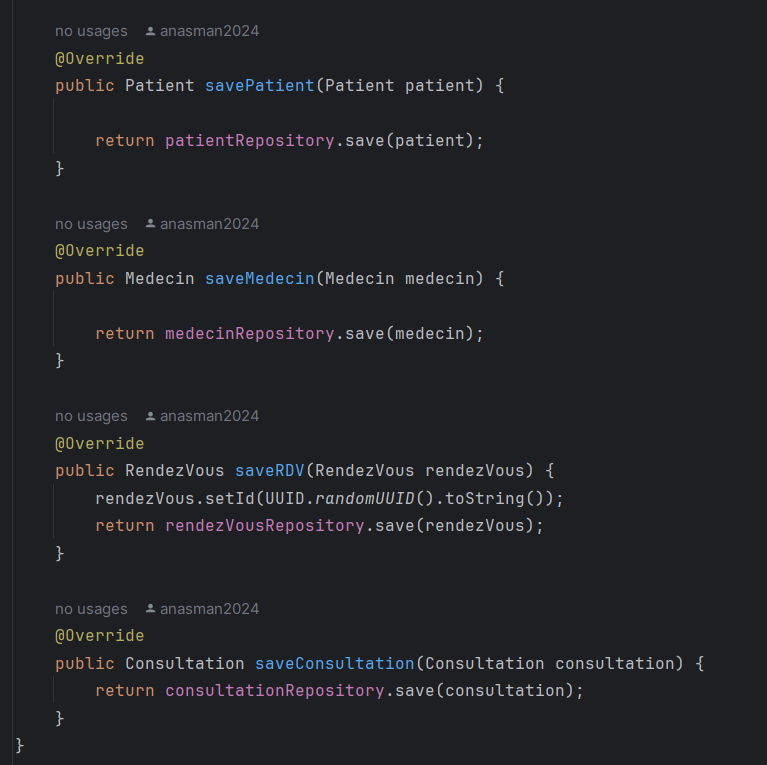 no usages anasman2024
@Override
public Patient savePatient(Patient patient) {
return patientRepository.save(patient);
}
no usages anasman2024
@Override
public Medecin saveMedecin(Medecin medecin) {
return medecinRepository.save(medecin);
}
no usages anasman2024
@Override
public RendezVous saveRDV(RendezVous rendezVous) {
rendezVous.setId(UUID.randomUUID().toString());
return rendezVousRepository.save(rendezVous);
}
no usages anasman2024
@Override
public Consultation saveConsultation(Consultation consultation) {
return consultationRepository.save(consultation);
}
}